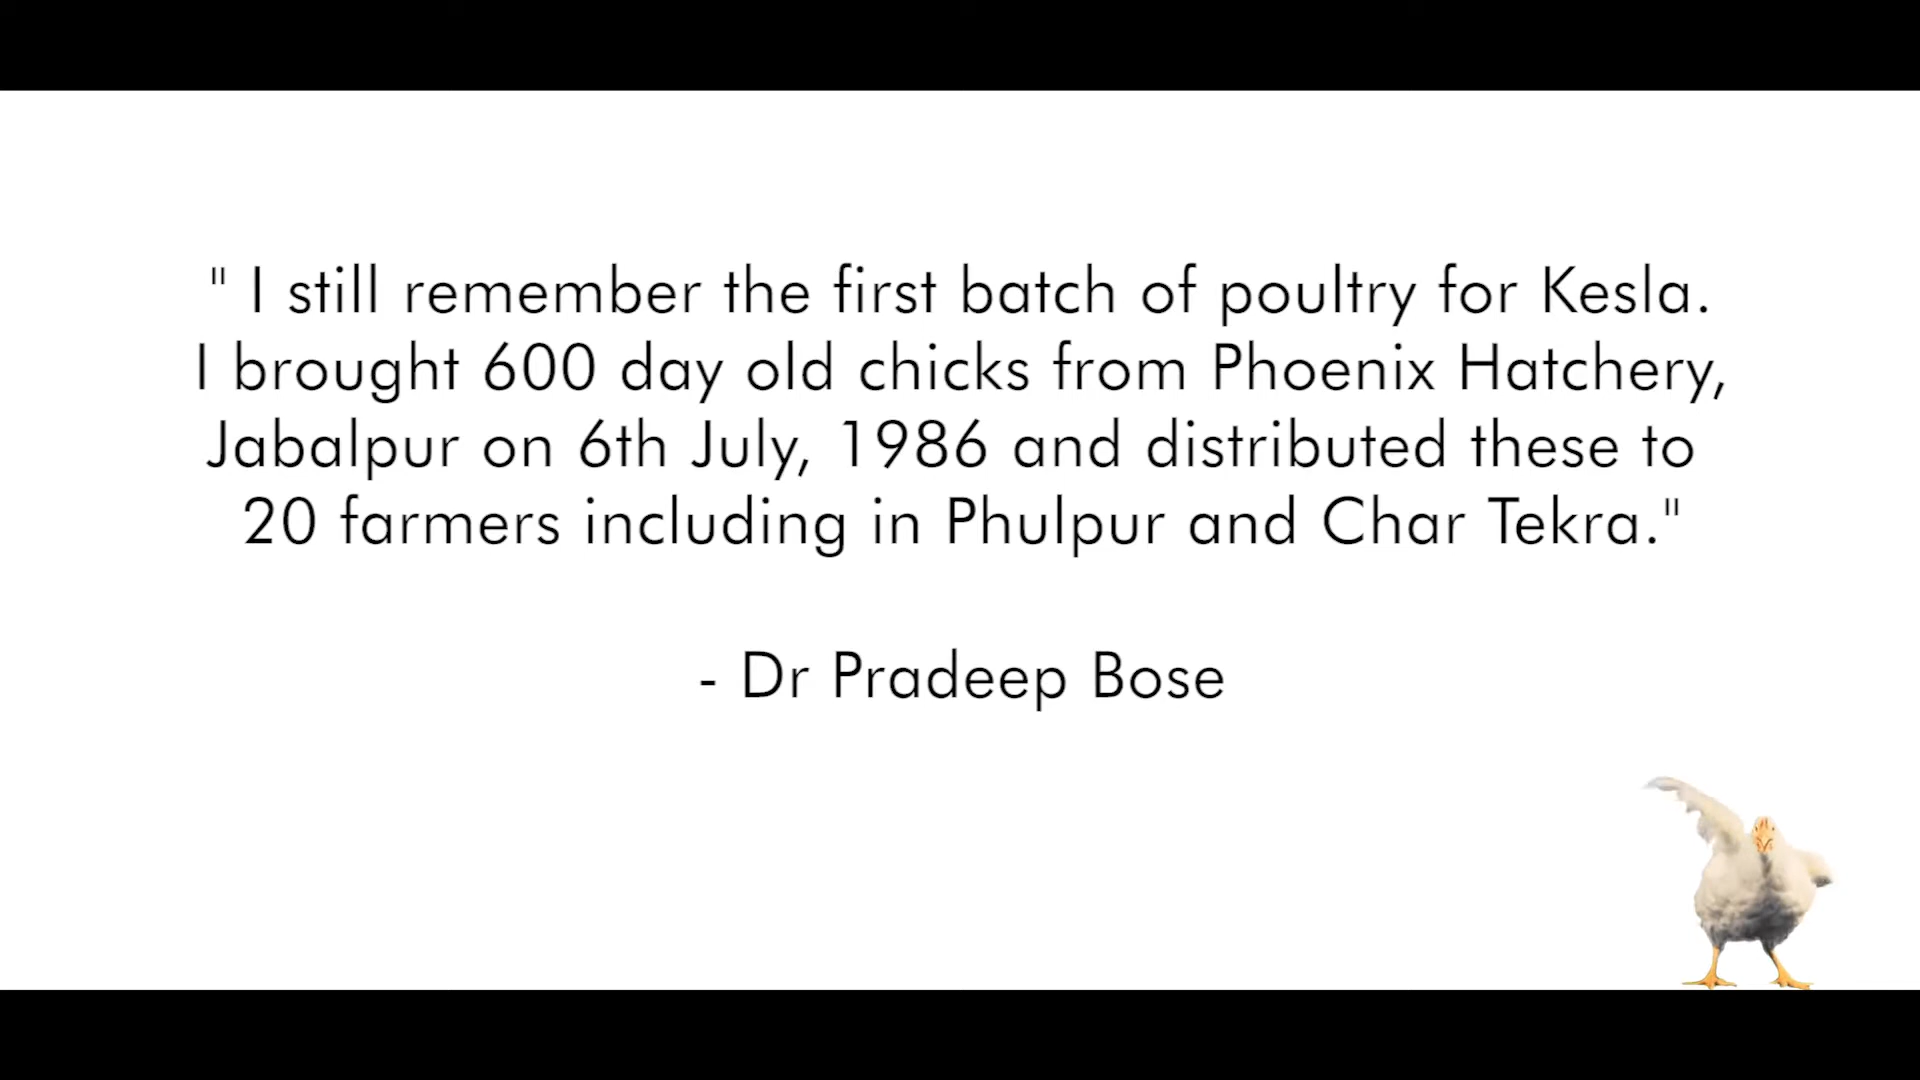 " I still remember the first batch of poultry for Kesla.
I brought 600 day old chicks from Phoenix Hatchery,
Jabalpur on 6th July, 1986 and distributed these to
20 farmers including in Phulpur and Char Tekra."
- Dr Pradeep Bose